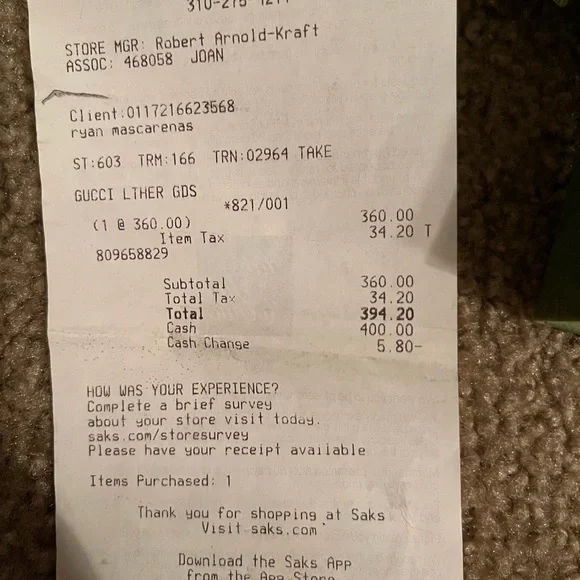 STORE MGR: Robert Arnold-Kraft
ASSOC: 468058 JOAN
Client:0117216623568
ryan mascarenas
ST:603 TRM:166 TRN:02964 TAKE
GUCCI LTHER GDS
*821/001
(1 @ 360.00) 360.00
Item Tax 34.20 T
809658829
Subtotal 360.00
Total Tax 34.20
Total 394.20
Cash 400.00
Cash Change 5.80-
HOW WAS YOUR EXPERIENCE?
Complete a brief survey
about your store visit today.
saks.com/storesurvey
Please have your receipt available
Items Purchased: 1
Thank you for shopping at Saks
Visit saks.com
Download the Saks App
from the App Store